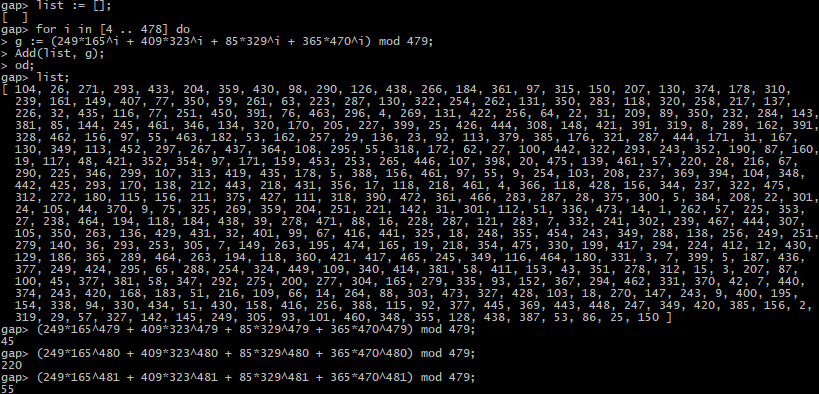 gap> list := [];
[  ]
gap> for i in [4 .. 478] do
> g := (249*165^i + 409*323^i + 85*329^i + 365*470^i) mod 479;
> Add(list, g);
> od;
gap> list;
[ 104, 26, 271, 293, 433, 204, 359, 430, 98, 290, 126, 438, 266, 184, 361, 97, 315, 150, 207, 130, 374, 178, 310,
239, 161, 149, 407, 77, 350, 59, 261, 63, 223, 287, 130, 322, 254, 262, 131, 350, 283, 118, 320, 258, 217, 137,
226, 32, 435, 116, 77, 251, 450, 391, 76, 463, 296, 4, 269, 131, 422, 256, 64, 22, 31, 209, 89, 350, 232, 284, 143,
381, 85, 144, 245, 461, 346, 134, 320, 170, 205, 227, 399, 25, 426, 444, 308, 148, 421, 391, 319, 8, 289, 162, 391,
328, 462, 156, 97, 55, 463, 182, 53, 162, 257, 29, 136, 23, 92, 113, 379, 385, 176, 321, 287, 444, 171, 31, 167,
130, 349, 113, 452, 297, 267, 437, 364, 108, 295, 55, 318, 172, 62, 27, 100, 442, 322, 293, 243, 352, 190, 87, 160,
19, 117, 48, 421, 352, 354, 97, 171, 159, 453, 253, 265, 446, 107, 398, 20, 475, 139, 461, 57, 220, 28, 216, 67,
290, 225, 346, 299, 107, 313, 419, 435, 178, 5, 388, 156, 461, 97, 55, 9, 254, 103, 208, 237, 369, 394, 104, 348,
442, 425, 293, 170, 138, 212, 443, 218, 431, 356, 17, 118, 218, 461, 4, 366, 118, 428, 156, 344, 237, 322, 475,
312, 272, 180, 115, 156, 211, 375, 427, 111, 318, 390, 472, 361, 466, 283, 287, 28, 375, 300, 5, 384, 208, 22, 301,
24, 105, 44, 370, 9, 75, 325, 269, 359, 204, 251, 221, 142, 31, 301, 112, 51, 336, 473, 14, 1, 262, 57, 225, 353,
27, 238, 464, 194, 118, 184, 438, 39, 278, 471, 88, 16, 228, 287, 121, 283, 7, 332, 241, 302, 239, 467, 444, 307,
105, 350, 263, 136, 429, 431, 32, 401, 99, 67, 416, 441, 325, 18, 248, 355, 454, 243, 349, 288, 138, 256, 249, 251,
279, 140, 36, 293, 253, 305, 7, 149, 263, 195, 474, 165, 19, 218, 354, 475, 330, 199, 417, 294, 224, 412, 12, 430,
129, 186, 365, 289, 464, 263, 194, 118, 360, 421, 417, 465, 245, 349, 116, 464, 180, 331, 3, 7, 399, 5, 187, 436,
377, 249, 424, 295, 65, 288, 254, 324, 449, 109, 340, 414, 381, 58, 411, 153, 43, 351, 278, 312, 15, 3, 207, 87,
100, 45, 377, 381, 58, 347, 292, 275, 200, 277, 304, 165, 279, 335, 93, 152, 367, 294, 462, 331, 370, 42, 7, 440,
374, 243, 420, 168, 183, 51, 216, 109, 66, 14, 264, 88, 303, 473, 327, 428, 103, 18, 270, 147, 243, 9, 400, 195,
154, 338, 94, 330, 434, 51, 430, 158, 416, 256, 388, 115, 92, 377, 445, 369, 443, 448, 247, 349, 420, 385, 156, 2,
319, 29, 57, 327, 142, 145, 249, 305, 93, 101, 460, 348, 355, 128, 438, 387, 53, 86, 25, 150 ]
gap> (249*165^479 + 409*323^479 + 85*329^479 + 365*470^479) mod 479;
45
gap> (249*165^480 + 409*323^480 + 85*329^480 + 365*470^480) mod 479;
220
gap> (249*165^481 + 409*323^481 + 85*329^481 + 365*470^481) mod 479;
55